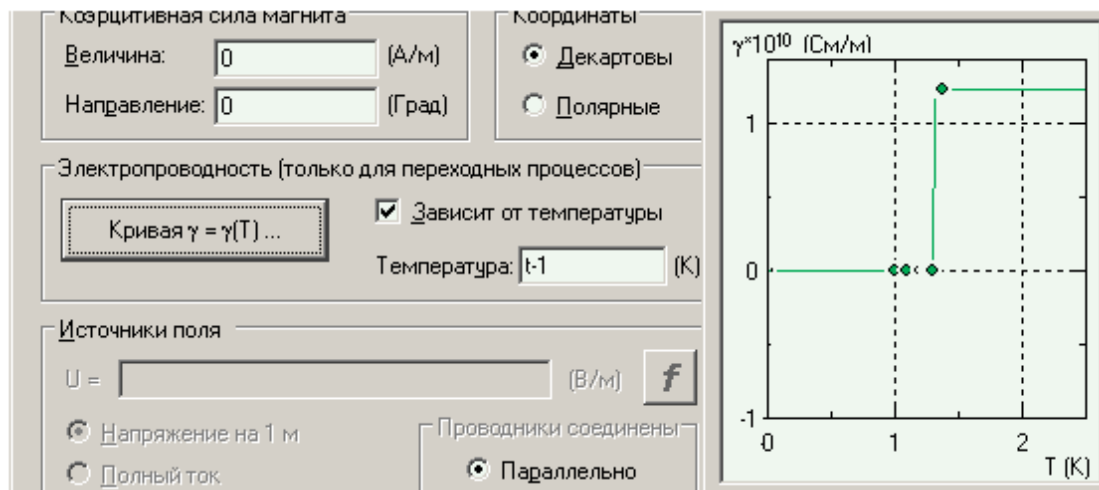 Коэрцитивная сила магнита
Величина: 0 (А/м)
Направление: 0 (Град)
Координаты
Декартовы
Полярные
Электропроводность (только для переходных процессов)
Кривая γ = γ(T) ...
Зависит от температуры
Температура: t-1 (K)
Источники поля
U = (В/м) f
Напряжение на 1 м
Полный ток
Проводники соединены
Параллельно
γ*10¹⁰ (См/м)
1
0
-1
0 1 2
T (K)